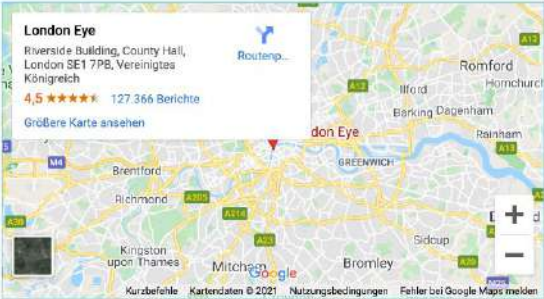 London Eye
Riverside Building, County Hall,
London SE1 7PB, Vereinigtes
Königreich
4,5
127.366 Berichte
Größere Karte ansehen
Routenp...
A12
Romford
Hornchurch
Ilford
A12
Barking
Dagenham
don Eye
Rainham
A13
M4
GREENWICH
Brentford
Richmond
A205
A214
A23
Kingston
upon Thames
Mitcham
Google
Bromley
Sidcup
A20
+
−
Kurzbefehle
Kartendaten © 2021
Nutzungsbedingungen
Fehler bei Google Maps melden